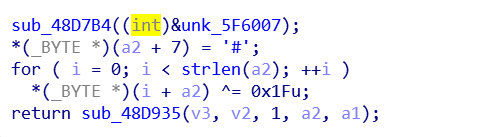 sub_48D7B4((int)&unk_5F6007);
*(_BYTE *)(a2 + 7) = '#';
for ( i = 0; i < strlen(a2); ++i )
*(_BYTE *)(i + a2) ^= 0x1Fu;
return sub_48D935(v3, v2, 1, a2, a1);